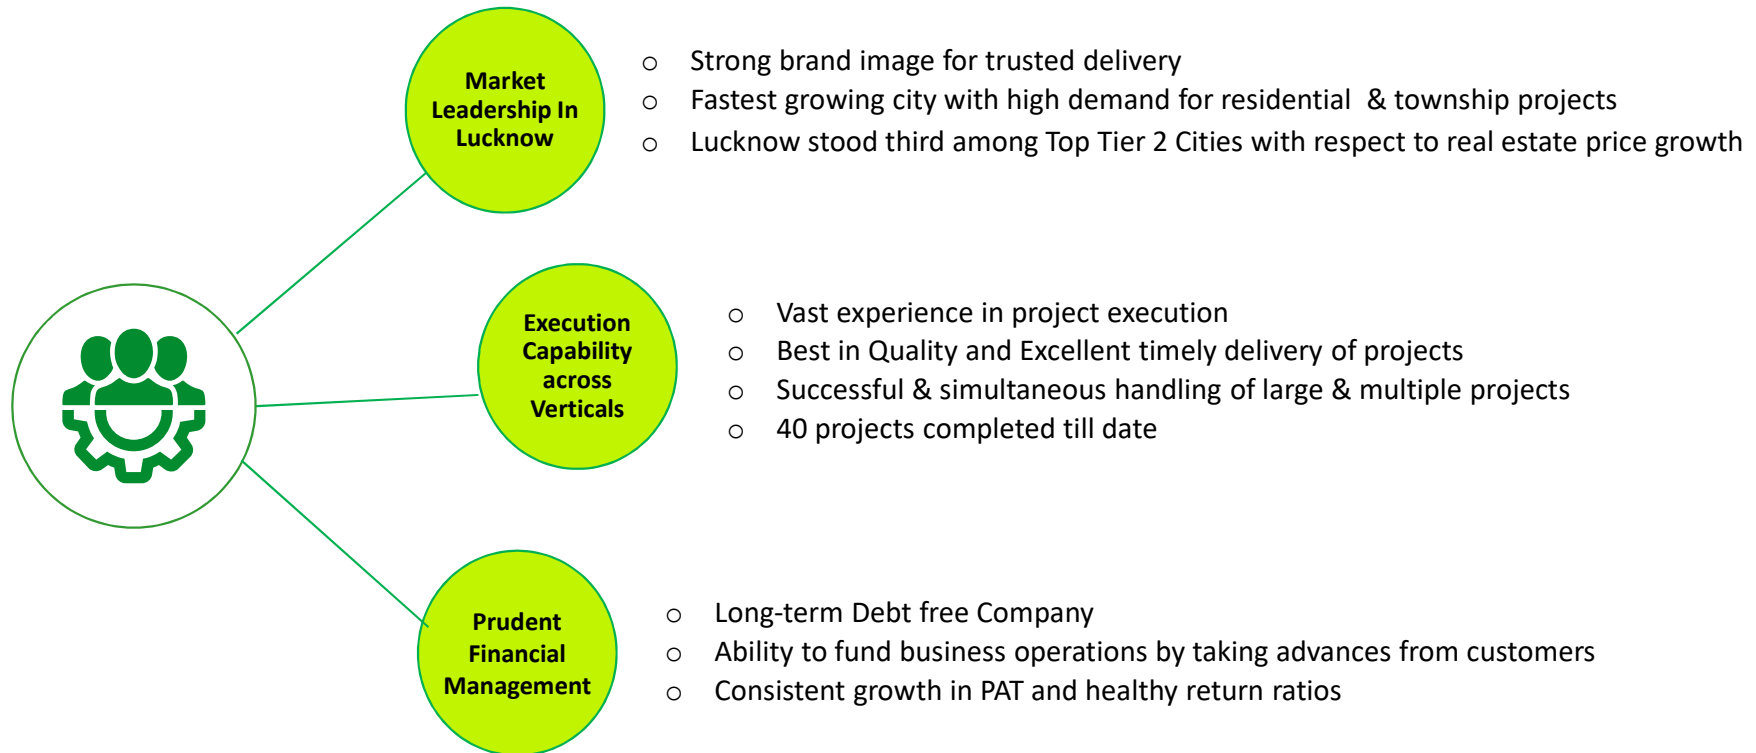 Market
Leadership In
Lucknow
o Strong brand image for trusted delivery
o Fastest growing city with high demand for residential & township projects
o Lucknow stood third among Top Tier 2 Cities with respect to real estate price growth
Execution
Capability
across
Verticals
o Vast experience in project execution
o Best in Quality and Excellent timely delivery of projects
o Successful & simultaneous handling of large & multiple projects
o 40 projects completed till date
Prudent
Financial
Management
o Long-term Debt free Company
o Ability to fund business operations by taking advances from customers
o Consistent growth in PAT and healthy return ratios